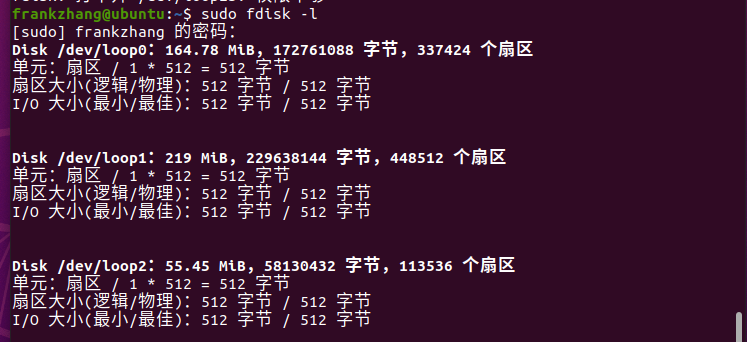 frankzhang@ubuntu:~$ sudo fdisk -l
[sudo] frankzhang 的密码：
Disk /dev/loop0：164.78 MiB，172761088 字节，337424 个扇区
单元：扇区 / 1 * 512 = 512 字节
扇区大小(逻辑/物理)：512 字节 / 512 字节
I/O 大小(最小/最佳)：512 字节 / 512 字节
Disk /dev/loop1：219 MiB，229638144 字节，448512 个扇区
单元：扇区 / 1 * 512 = 512 字节
扇区大小(逻辑/物理)：512 字节 / 512 字节
I/O 大小(最小/最佳)：512 字节 / 512 字节
Disk /dev/loop2：55.45 MiB，58130432 字节，113536 个扇区
单元：扇区 / 1 * 512 = 512 字节
扇区大小(逻辑/物理)：512 字节 / 512 字节
I/O 大小(最小/最佳)：512 字节 / 512 字节